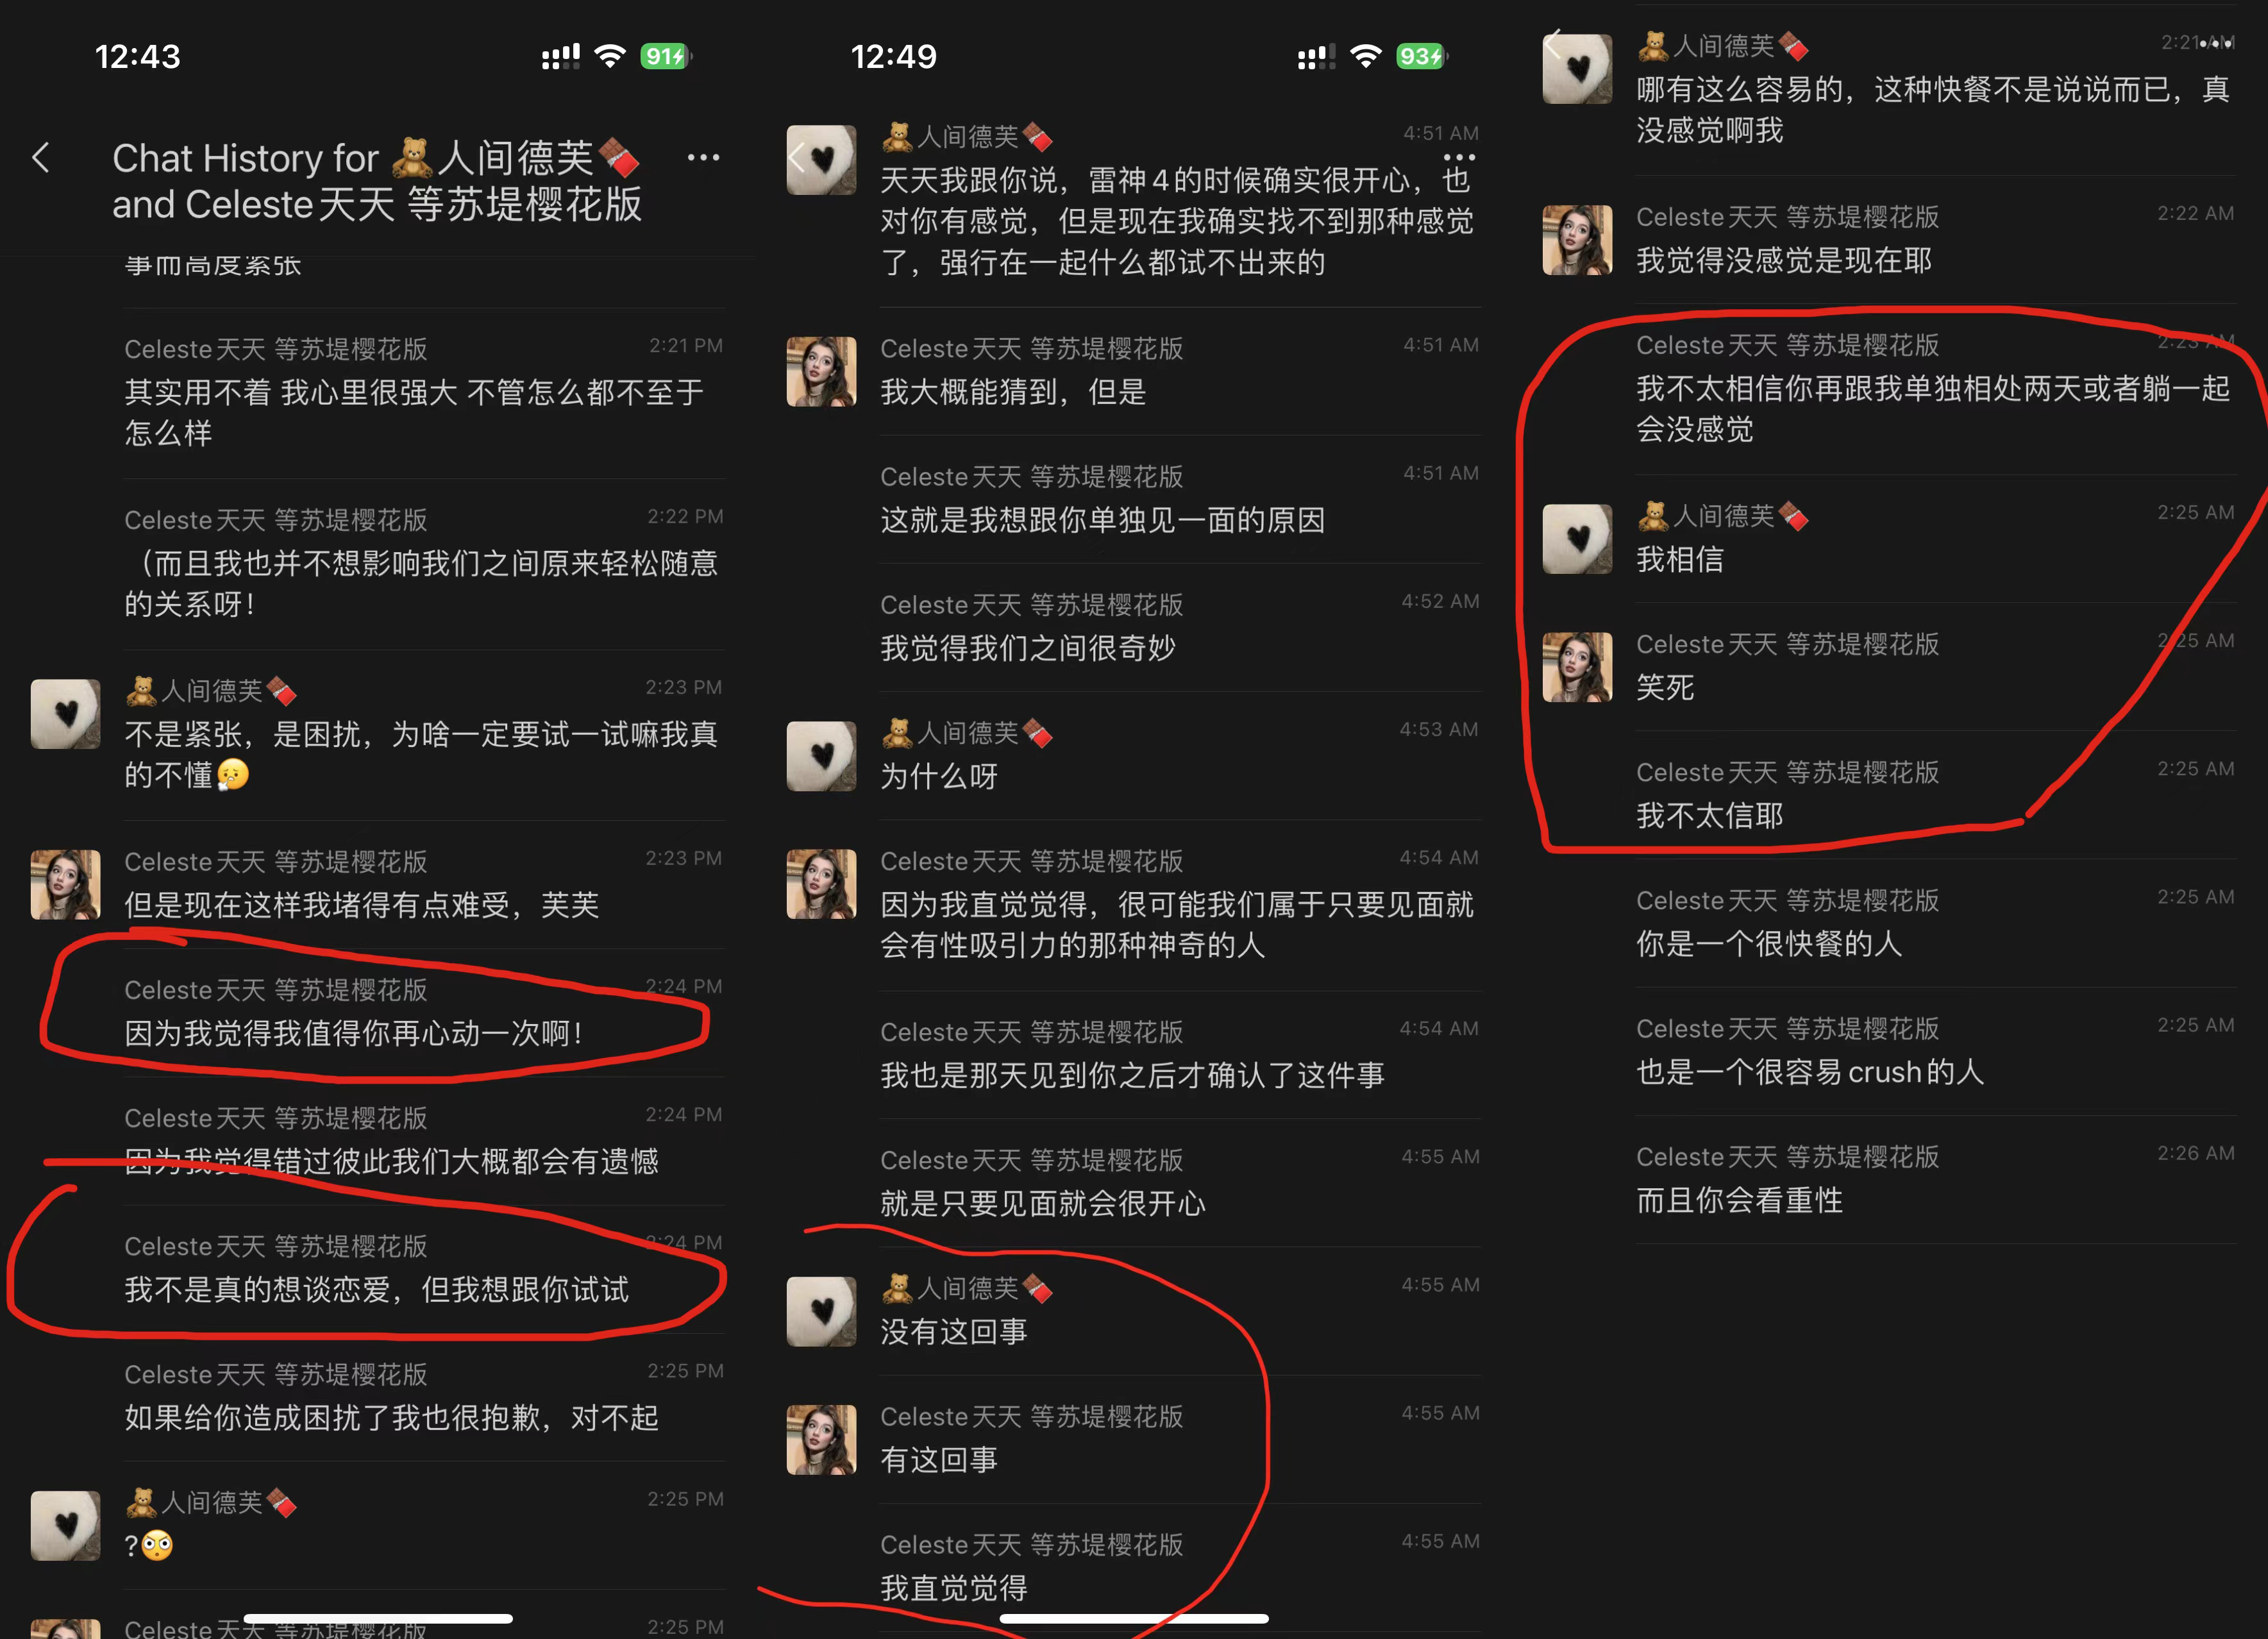 12:43
91
Chat History for 🧸人间德芙🍫
and Celeste天天 等苏堤樱花版
事而高度紧张
Celeste天天 等苏堤樱花版
2:21 PM
其实用不着 我心里很强大 不管怎么都不至于
怎么样
Celeste天天 等苏堤樱花版
2:22 PM
（而且我也并不想影响我们之间原来轻松随意
的关系呀！
🧸人间德芙🍫
2:23 PM
不是紧张，是困扰，为啥一定要试一试嘛我真
的不懂😮‍💨
Celeste天天 等苏堤樱花版
2:23 PM
但是现在这样我堵得有点难受，芙芙
Celeste天天 等苏堤樱花版
2:24 PM
因为我觉得我值得你再心动一次啊！
Celeste天天 等苏堤樱花版
2:24 PM
因为我觉得错过彼此我们大概都会有遗憾
Celeste天天 等苏堤樱花版
2:24 PM
我不是真的想谈恋爱，但我想跟你试试
Celeste天天 等苏堤樱花版
2:25 PM
如果给你造成困扰了我也很抱歉，对不起
🧸人间德芙🍫
2:25 PM
?🙄
Celeste天天 等苏堤樱花版
2:25 PM
12:49
93
🧸人间德芙🍫
4:51 AM
天天我跟你说，雷神4的时候确实很开心，也
对你有感觉，但是现在我确实找不到那种感觉
了，强行在一起什么都试不出来的
Celeste天天 等苏堤樱花版
4:51 AM
我大概能猜到，但是
Celeste天天 等苏堤樱花版
4:51 AM
这就是我想跟你单独见一面的原因
Celeste天天 等苏堤樱花版
4:52 AM
我觉得我们之间很奇妙
🧸人间德芙🍫
4:53 AM
为什么呀
Celeste天天 等苏堤樱花版
4:54 AM
因为我直觉觉得，很可能我们属于只要见面就
会有性吸引力的那种神奇的人
Celeste天天 等苏堤樱花版
4:54 AM
我也是那天见到你之后才确认了这件事
Celeste天天 等苏堤樱花版
4:55 AM
就是只要见面就会很开心
🧸人间德芙🍫
4:55 AM
没有这回事
Celeste天天 等苏堤樱花版
4:55 AM
有这回事
Celeste天天 等苏堤樱花版
4:55 AM
我直觉觉得
🧸人间德芙🍫
2:21 AM
哪有这么容易的，这种快餐不是说说而已，真
没感觉啊我
Celeste天天 等苏堤樱花版
2:22 AM
我觉得没感觉是现在耶
Celeste天天 等苏堤樱花版
2:23 AM
我不太相信你再跟我单独相处两天或者躺一起
会没感觉
🧸人间德芙🍫
2:25 AM
我相信
Celeste天天 等苏堤樱花版
2:25 AM
笑死
Celeste天天 等苏堤樱花版
2:25 AM
我不太信耶
Celeste天天 等苏堤樱花版
2:25 AM
你是一个很快餐的人
Celeste天天 等苏堤樱花版
2:25 AM
也是一个很容易crush的人
Celeste天天 等苏堤樱花版
2:26 AM
而且你会看重性